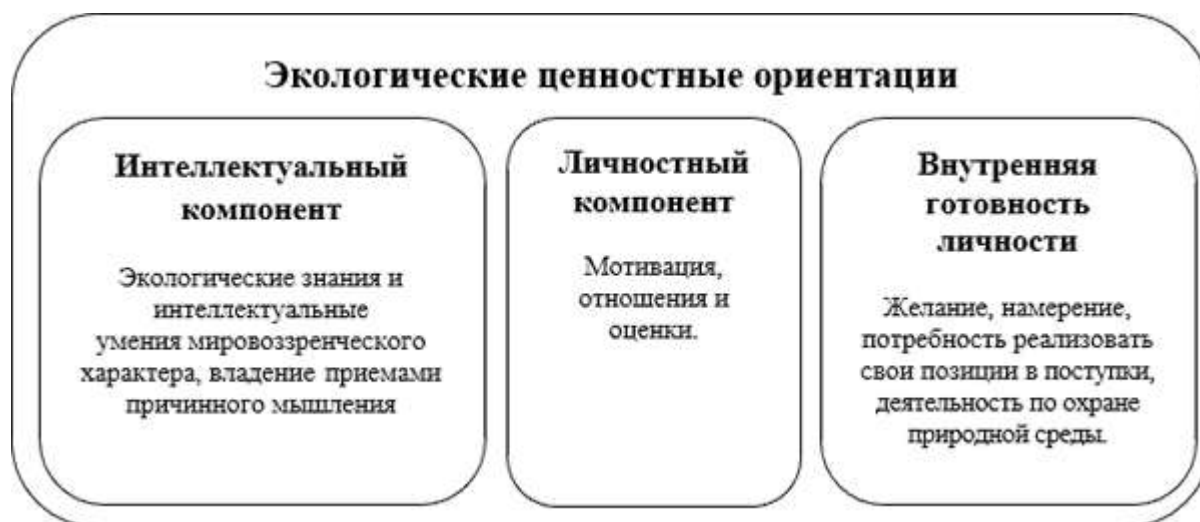 Экологические ценностные ориентации
Интеллектуальный
компонент
Экологические знания и
интеллектуальные
умения мировоззренческого
характера, владение приемами
причинного мышления
Личностный
компонент
Мотивация,
отношения и
оценки.
Внутренняя
готовность
личности
Желание, намерение,
потребность реализовать
свои позиции в поступки,
деятельность по охране
природной среды.